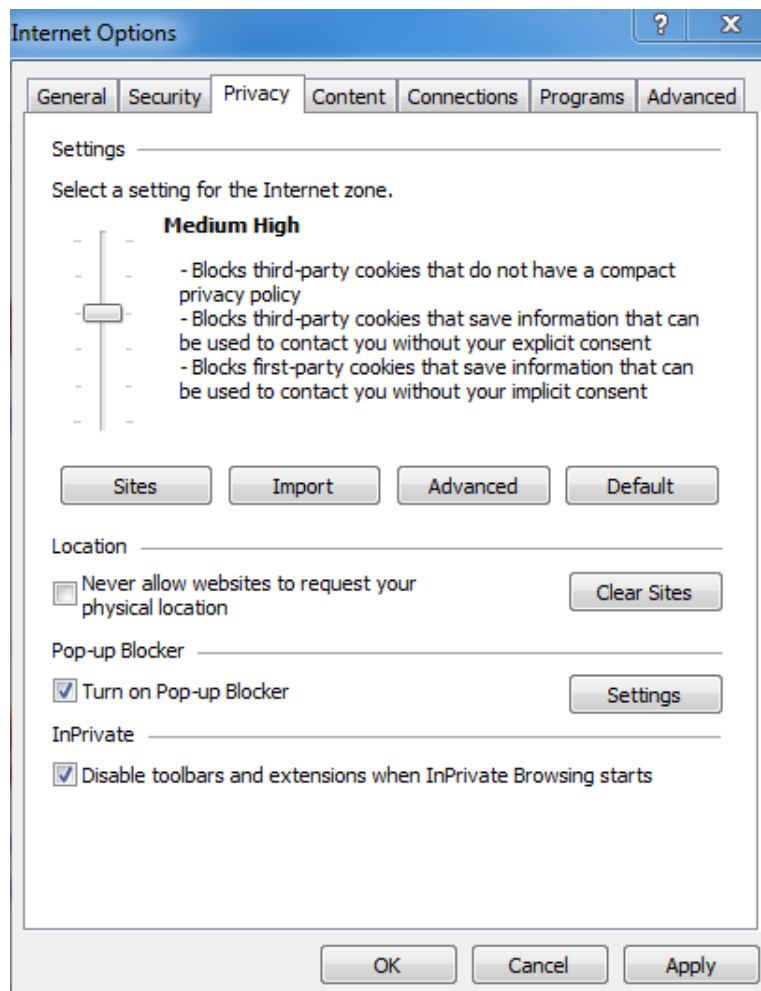 Internet Options
?
X
General Security Privacy Content Connections Programs Advanced
Settings
Select a setting for the Internet zone.
Medium High
- Blocks third-party cookies that do not have a compact
privacy policy
- Blocks third-party cookies that save information that can
be used to contact you without your explicit consent
- Blocks first-party cookies that save information that can
be used to contact you without your implicit consent
Sites Import Advanced Default
Location
Never allow websites to request your
physical location
Clear Sites
Pop-up Blocker
Turn on Pop-up Blocker
Settings
InPrivate
Disable toolbars and extensions when InPrivate Browsing starts
OK Cancel Apply